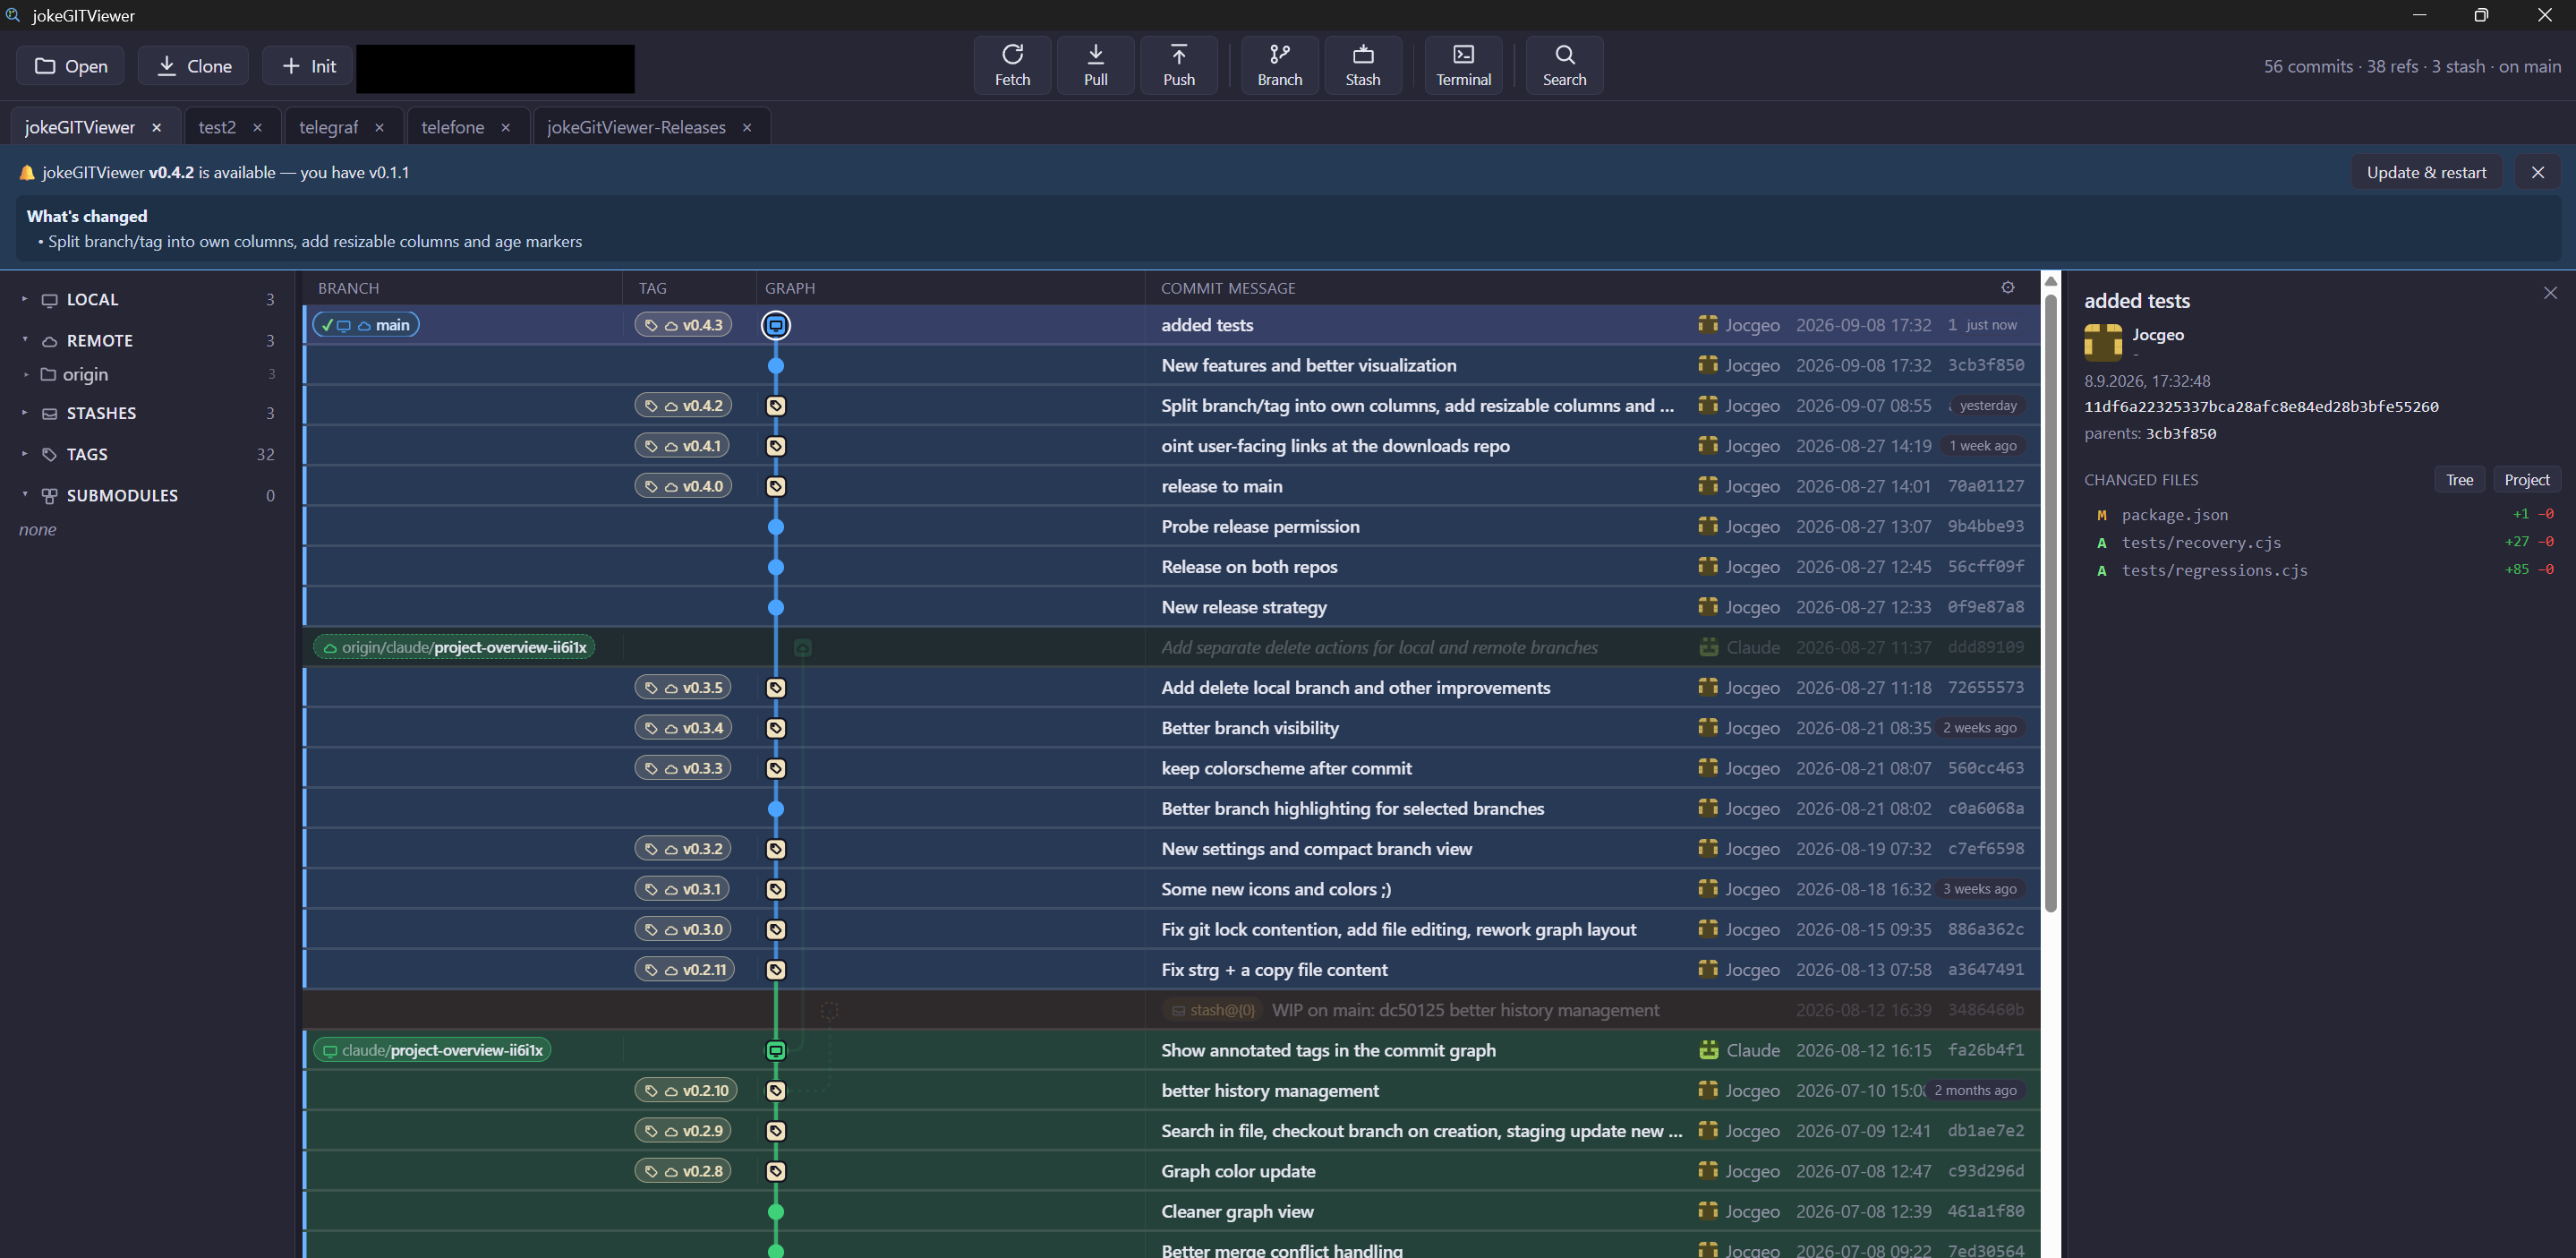 jokeGITViewer
Open Clone Init Fetch Pull Push Branch Stash Terminal Search 56 commits · 38 refs · 3 stash · on main
jokeGITViewer × test2 × telegraf × telefone × jokeGitViewer-Releases ×
jokeGITViewer v0.4.2 is available — you have v0.1.1 Update & restart
What's changed
• Split branch/tag into own columns, add resizable columns and age markers
LOCAL 3
REMOTE 3
origin 3
STASHES 3
TAGS 32
SUBMODULES 0
none
BRANCH TAG GRAPH COMMIT MESSAGE
main v0.4.3 added tests Jocgeo 2026-09-08 17:32 1 just now
New features and better visualization Jocgeo 2026-09-08 17:32 3cb3f850
v0.4.2 Split branch/tag into own columns, add resizable columns and ... Jocgeo 2026-09-07 08:55 yesterday
v0.4.1 oint user-facing links at the downloads repo Jocgeo 2026-08-27 14:19 1 week ago
v0.4.0 release to main Jocgeo 2026-08-27 14:01 70a01127
Probe release permission Jocgeo 2026-08-27 13:07 9b4bbe93
Release on both repos Jocgeo 2026-08-27 12:45 56cff09f
New release strategy Jocgeo 2026-08-27 12:33 0f9e87a8
origin/claude/project-overview-ii6i1x Add separate delete actions for local and remote branches Claude 2026-08-27 11:37 ddd89109
v0.3.5 Add delete local branch and other improvements Jocgeo 2026-08-27 11:18 72655573
v0.3.4 Better branch visibility Jocgeo 2026-08-21 08:35 2 weeks ago
v0.3.3 keep colorscheme after commit Jocgeo 2026-08-21 08:07 560cc463
Better branch highlighting for selected branches Jocgeo 2026-08-21 08:02 c0a6068a
v0.3.2 New settings and compact branch view Jocgeo 2026-08-19 07:32 c7ef6598
v0.3.1 Some new icons and colors ;) Jocgeo 2026-08-18 16:32 3 weeks ago
v0.3.0 Fix git lock contention, add file editing, rework graph layout Jocgeo 2026-08-15 09:35 886a362c
v0.2.11 Fix strg + a copy file content Jocgeo 2026-08-13 07:58 a3647491
stash@{0} WIP on main: dc50125 better history management 2026-08-12 16:39 3486460b
claude/project-overview-ii6i1x Show annotated tags in the commit graph Claude 2026-08-12 16:15 fa26b4f1
v0.2.10 better history management Jocgeo 2026-07-10 15:0 2 months ago
v0.2.9 Search in file, checkout branch on creation, staging update new ... Jocgeo 2026-07-09 12:41 db1ae7e2
v0.2.8 Graph color update Jocgeo 2026-07-08 12:47 c93d296d
Cleaner graph view Jocgeo 2026-07-08 12:39 461a1f80
Better merge conflict handling Jocgeo 2026-07-08 09:22 7ed30564
added tests
Jocgeo
-
8.9.2026, 17:32:48
11df6a22325337bca28afc8e84ed28b3bfe55260
parents: 3cb3f850
CHANGED FILES Tree Project
M package.json +1 −0
A tests/recovery.cjs +27 −0
A tests/regressions.cjs +85 −0